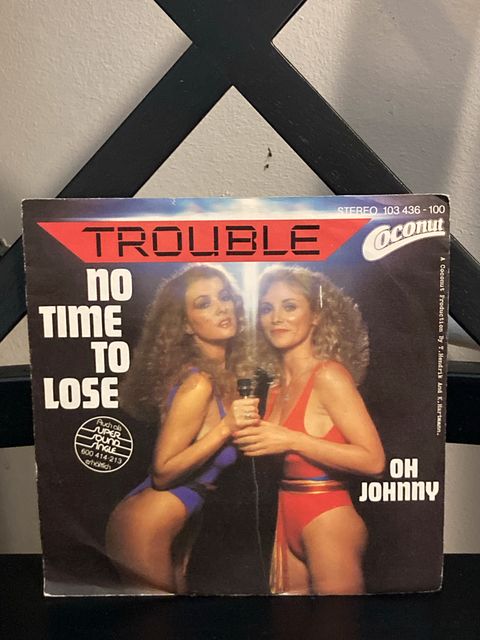 STEREO 103 436 - 100
TROUBLE
Coconut
NO
TIME
TO
LOSE
Auch als
SUPER
SOUND
SINGLE
600 414-213
erhältlich
OH
JOHNNY
A Coconut Production By T.Hendrik And K.Hartmann.